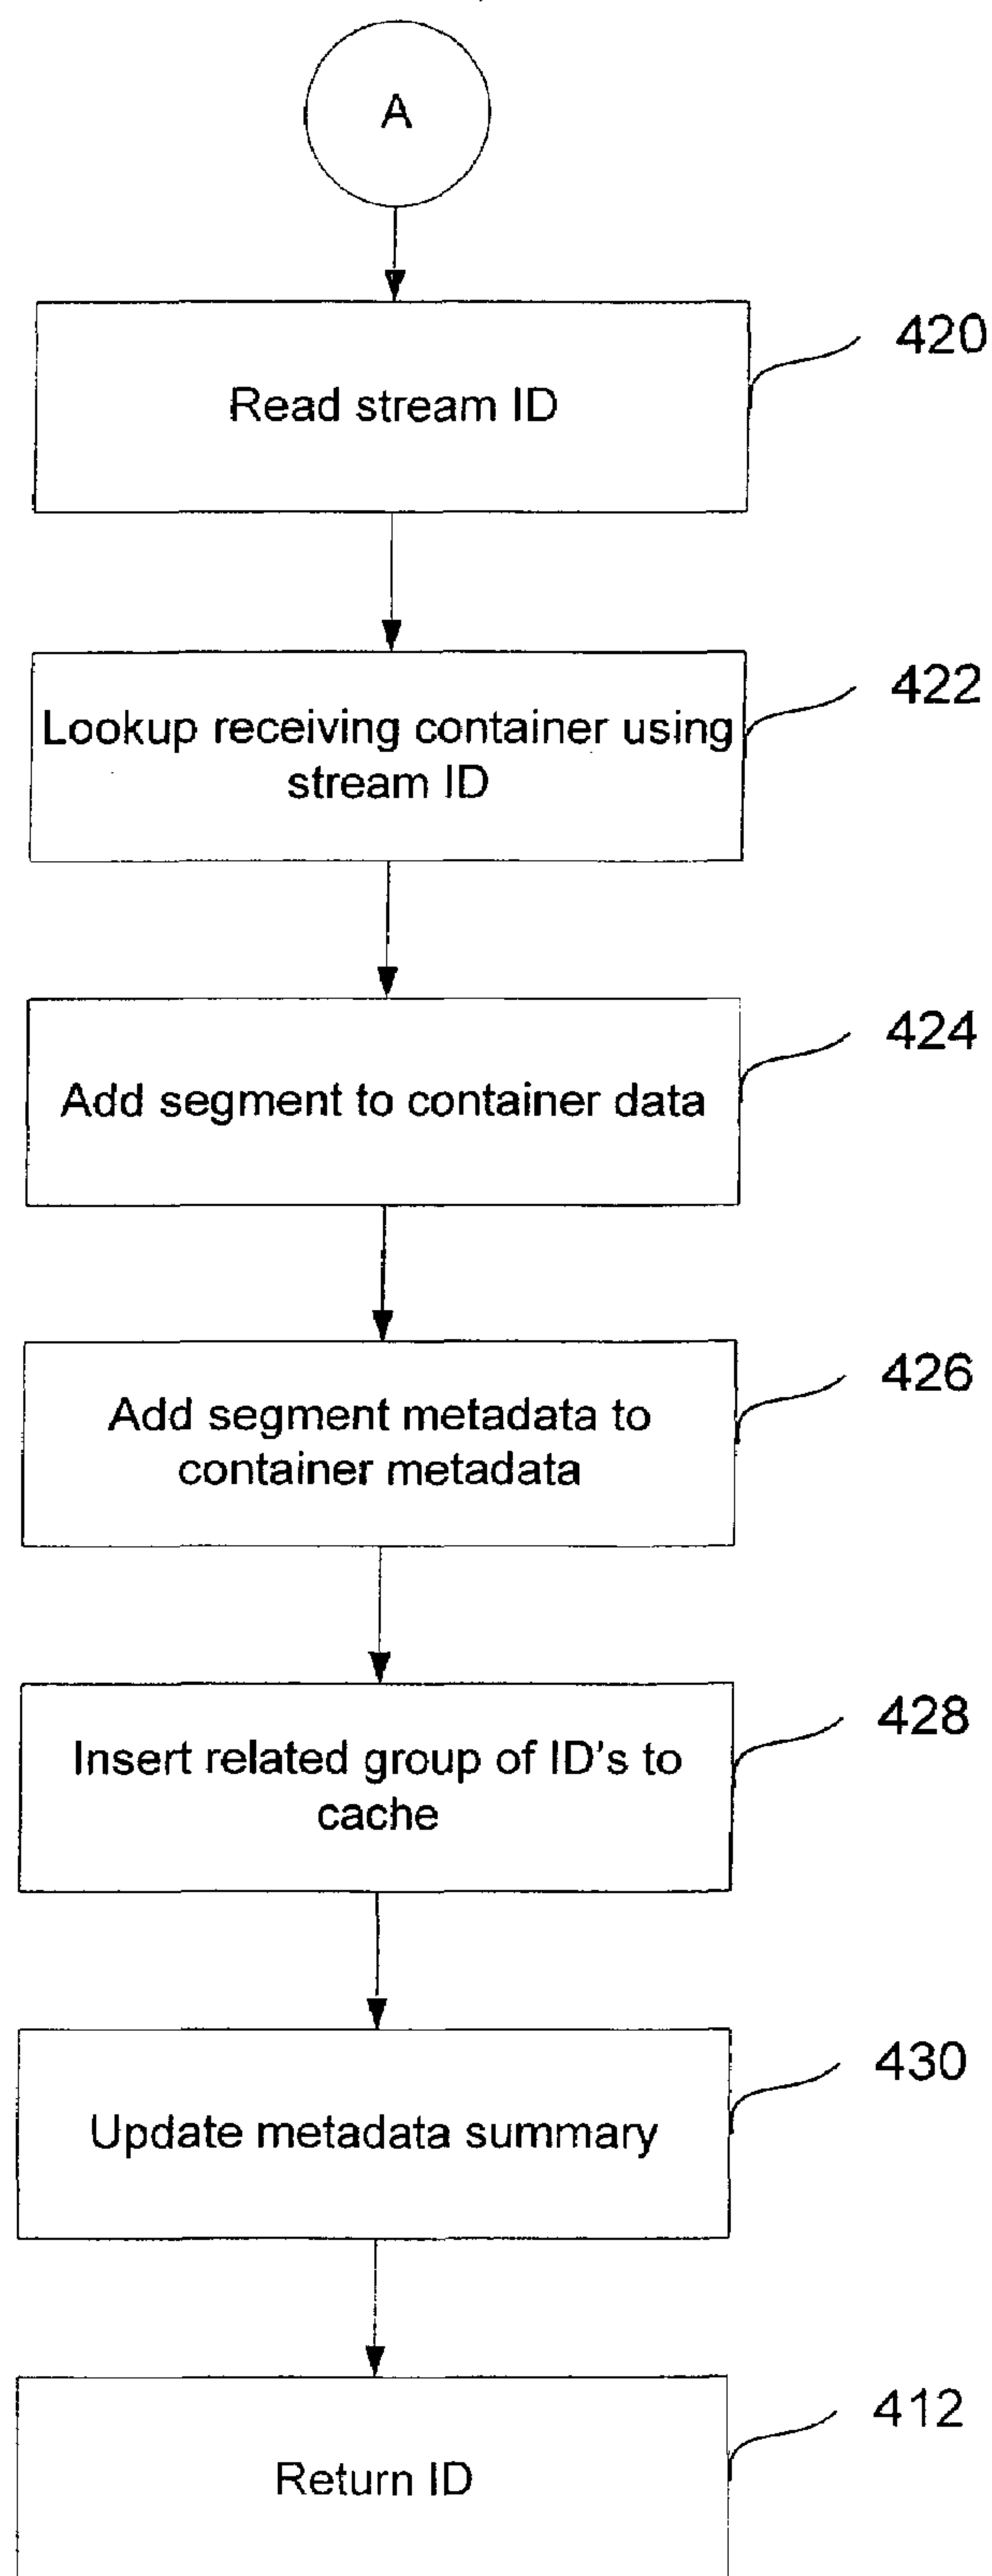 A
Read stream ID
420
Lookup receiving container using
stream ID
422
Add segment to container data
424
Add segment metadata to
container metadata
426
Insert related group of ID's to
cache
428
Update metadata summary
430
Return ID
412